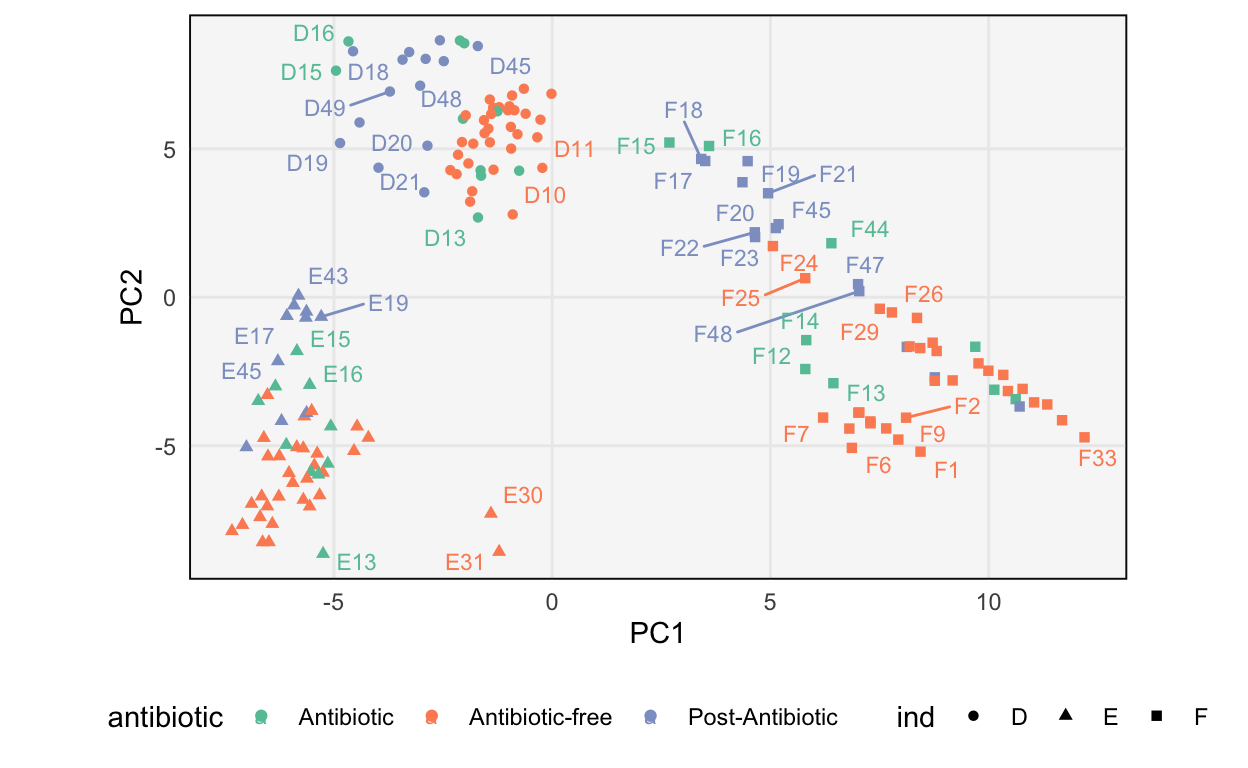 D16
D45
D15
D18
D49
D48
F18
D20
D11
F15
F16
D19
D21
F17
F19
F21
D10
F20
F45
D13
F44
F22
F23
F24
F47
E43
F25
F26
E19
F14
F48
F29
E17
E15
F12
E45
E16
F13
F2
F7
F9
F6
F1
F33
E30
E31
E13
5
0
-5
PC2
-5
0
5
10
PC1
antibiotic
Antibiotic
Antibiotic-free
Post-Antibiotic
ind
D
E
F